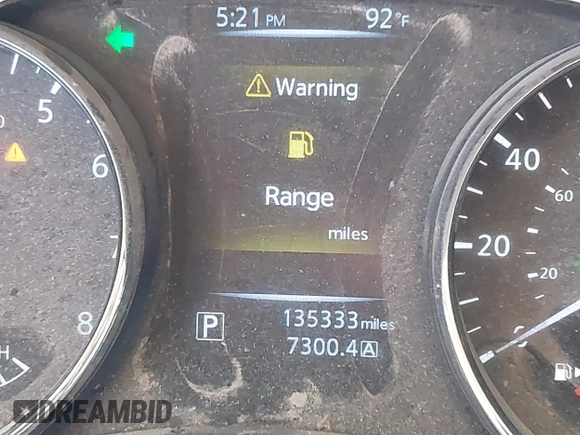 5:21 PM 92°F
Warning
Range
miles
P
135333 miles
7300.4 A
5
6
8
H
40
60
20
20
0
DREAMBID